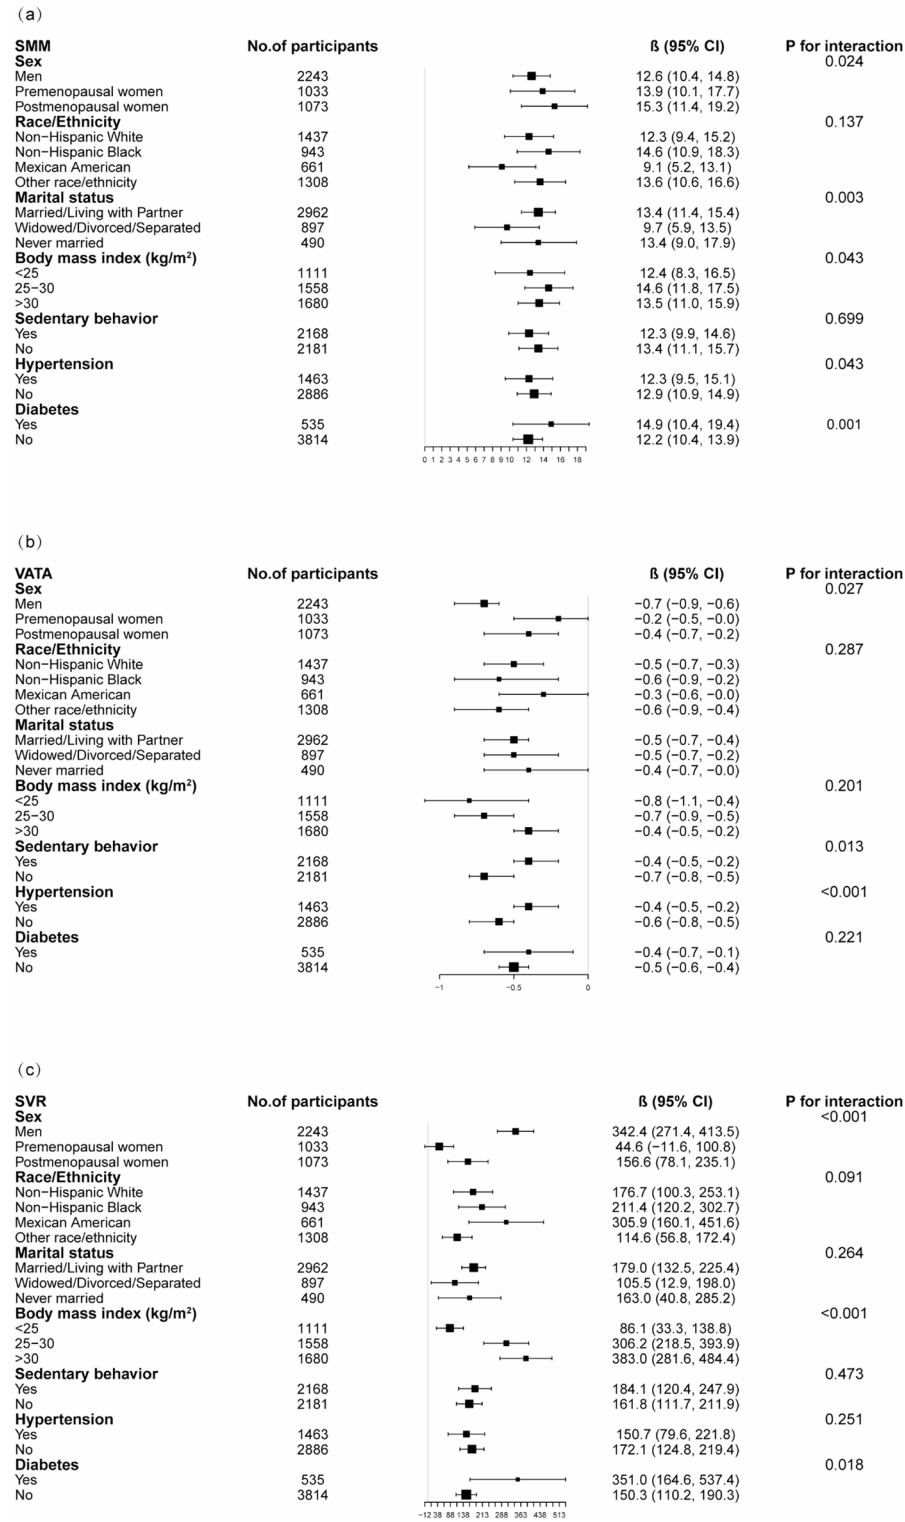 (a)
SMM No.of participants ß (95% CI) P for interaction
Sex 0.024
Men 2243 12.6 (10.4, 14.8)
Premenopausal women 1033 13.9 (10.1, 17.7)
Postmenopausal women 1073 15.3 (11.4, 19.2)
Race/Ethnicity 0.137
Non−Hispanic White 1437 12.3 (9.4, 15.2)
Non−Hispanic Black 943 14.6 (10.9, 18.3)
Mexican American 661 9.1 (5.2, 13.1)
Other race/ethnicity 1308 13.6 (10.6, 16.6)
Marital status 0.003
Married/Living with Partner 2962 13.4 (11.4, 15.4)
Widowed/Divorced/Separated 897 9.7 (5.9, 13.5)
Never married 490 13.4 (9.0, 17.9)
Body mass index (kg/m²) 0.043
<25 1111 12.4 (8.3, 16.5)
25−30 1558 14.6 (11.8, 17.5)
>30 1680 13.5 (11.0, 15.9)
Sedentary behavior 0.699
Yes 2168 12.3 (9.9, 14.6)
No 2181 13.4 (11.1, 15.7)
Hypertension 0.043
Yes 1463 12.3 (9.5, 15.1)
No 2886 12.9 (10.9, 14.9)
Diabetes
Yes 535 14.9 (10.4, 19.4) 0.001
No 3814 12.2 (10.4, 13.9)
0 1 2 3 4 5 6 7 8 9 10 12 14 16 18
(b)
VATA No.of participants ß (95% CI) P for interaction
Sex 0.027
Men 2243 −0.7 (−0.9, −0.6)
Premenopausal women 1033 −0.2 (−0.5, −0.0)
Postmenopausal women 1073 −0.4 (−0.7, −0.2)
Race/Ethnicity 0.287
Non−Hispanic White 1437 −0.5 (−0.7, −0.3)
Non−Hispanic Black 943 −0.6 (−0.9, −0.2)
Mexican American 661 −0.3 (−0.6, −0.0)
Other race/ethnicity 1308 −0.6 (−0.9, −0.4)
Marital status
Married/Living with Partner 2962 −0.5 (−0.7, −0.4)
Widowed/Divorced/Separated 897 −0.5 (−0.7, −0.2)
Never married 490 −0.4 (−0.7, −0.0)
Body mass index (kg/m²) 0.201
<25 1111 −0.8 (−1.1, −0.4)
25−30 1558 −0.7 (−0.9, −0.5)
>30 1680 −0.4 (−0.5, −0.2)
Sedentary behavior 0.013
Yes 2168 −0.4 (−0.5, −0.2)
No 2181 −0.7 (−0.8, −0.5)
Hypertension <0.001
Yes 1463 −0.4 (−0.5, −0.2)
No 2886 −0.6 (−0.8, −0.5)
Diabetes 0.221
Yes 535 −0.4 (−0.7, −0.1)
No 3814 −0.5 (−0.6, −0.4)
−1 −0.5 0
(c)
SVR No.of participants ß (95% CI) P for interaction
Sex <0.001
Men 2243 342.4 (271.4, 413.5)
Premenopausal women 1033 44.6 (−11.6, 100.8)
Postmenopausal women 1073 156.6 (78.1, 235.1)
Race/Ethnicity 0.091
Non−Hispanic White 1437 176.7 (100.3, 253.1)
Non−Hispanic Black 943 211.4 (120.2, 302.7)
Mexican American 661 305.9 (160.1, 451.6)
Other race/ethnicity 1308 114.6 (56.8, 172.4)
Marital status 0.264
Married/Living with Partner 2962 179.0 (132.5, 225.4)
Widowed/Divorced/Separated 897 105.5 (12.9, 198.0)
Never married 490 163.0 (40.8, 285.2)
Body mass index (kg/m²) <0.001
<25 1111 86.1 (33.3, 138.8)
25−30 1558 306.2 (218.5, 393.9)
>30 1680 383.0 (281.6, 484.4)
Sedentary behavior 0.473
Yes 2168 184.1 (120.4, 247.9)
No 2181 161.8 (111.7, 211.9)
Hypertension 0.251
Yes 1463 150.7 (79.6, 221.8)
No 2886 172.1 (124.8, 219.4)
Diabetes 0.018
Yes 535 351.0 (164.6, 537.4)
No 3814 150.3 (110.2, 190.3)
−12 38 88 138 213 288 363 438 513